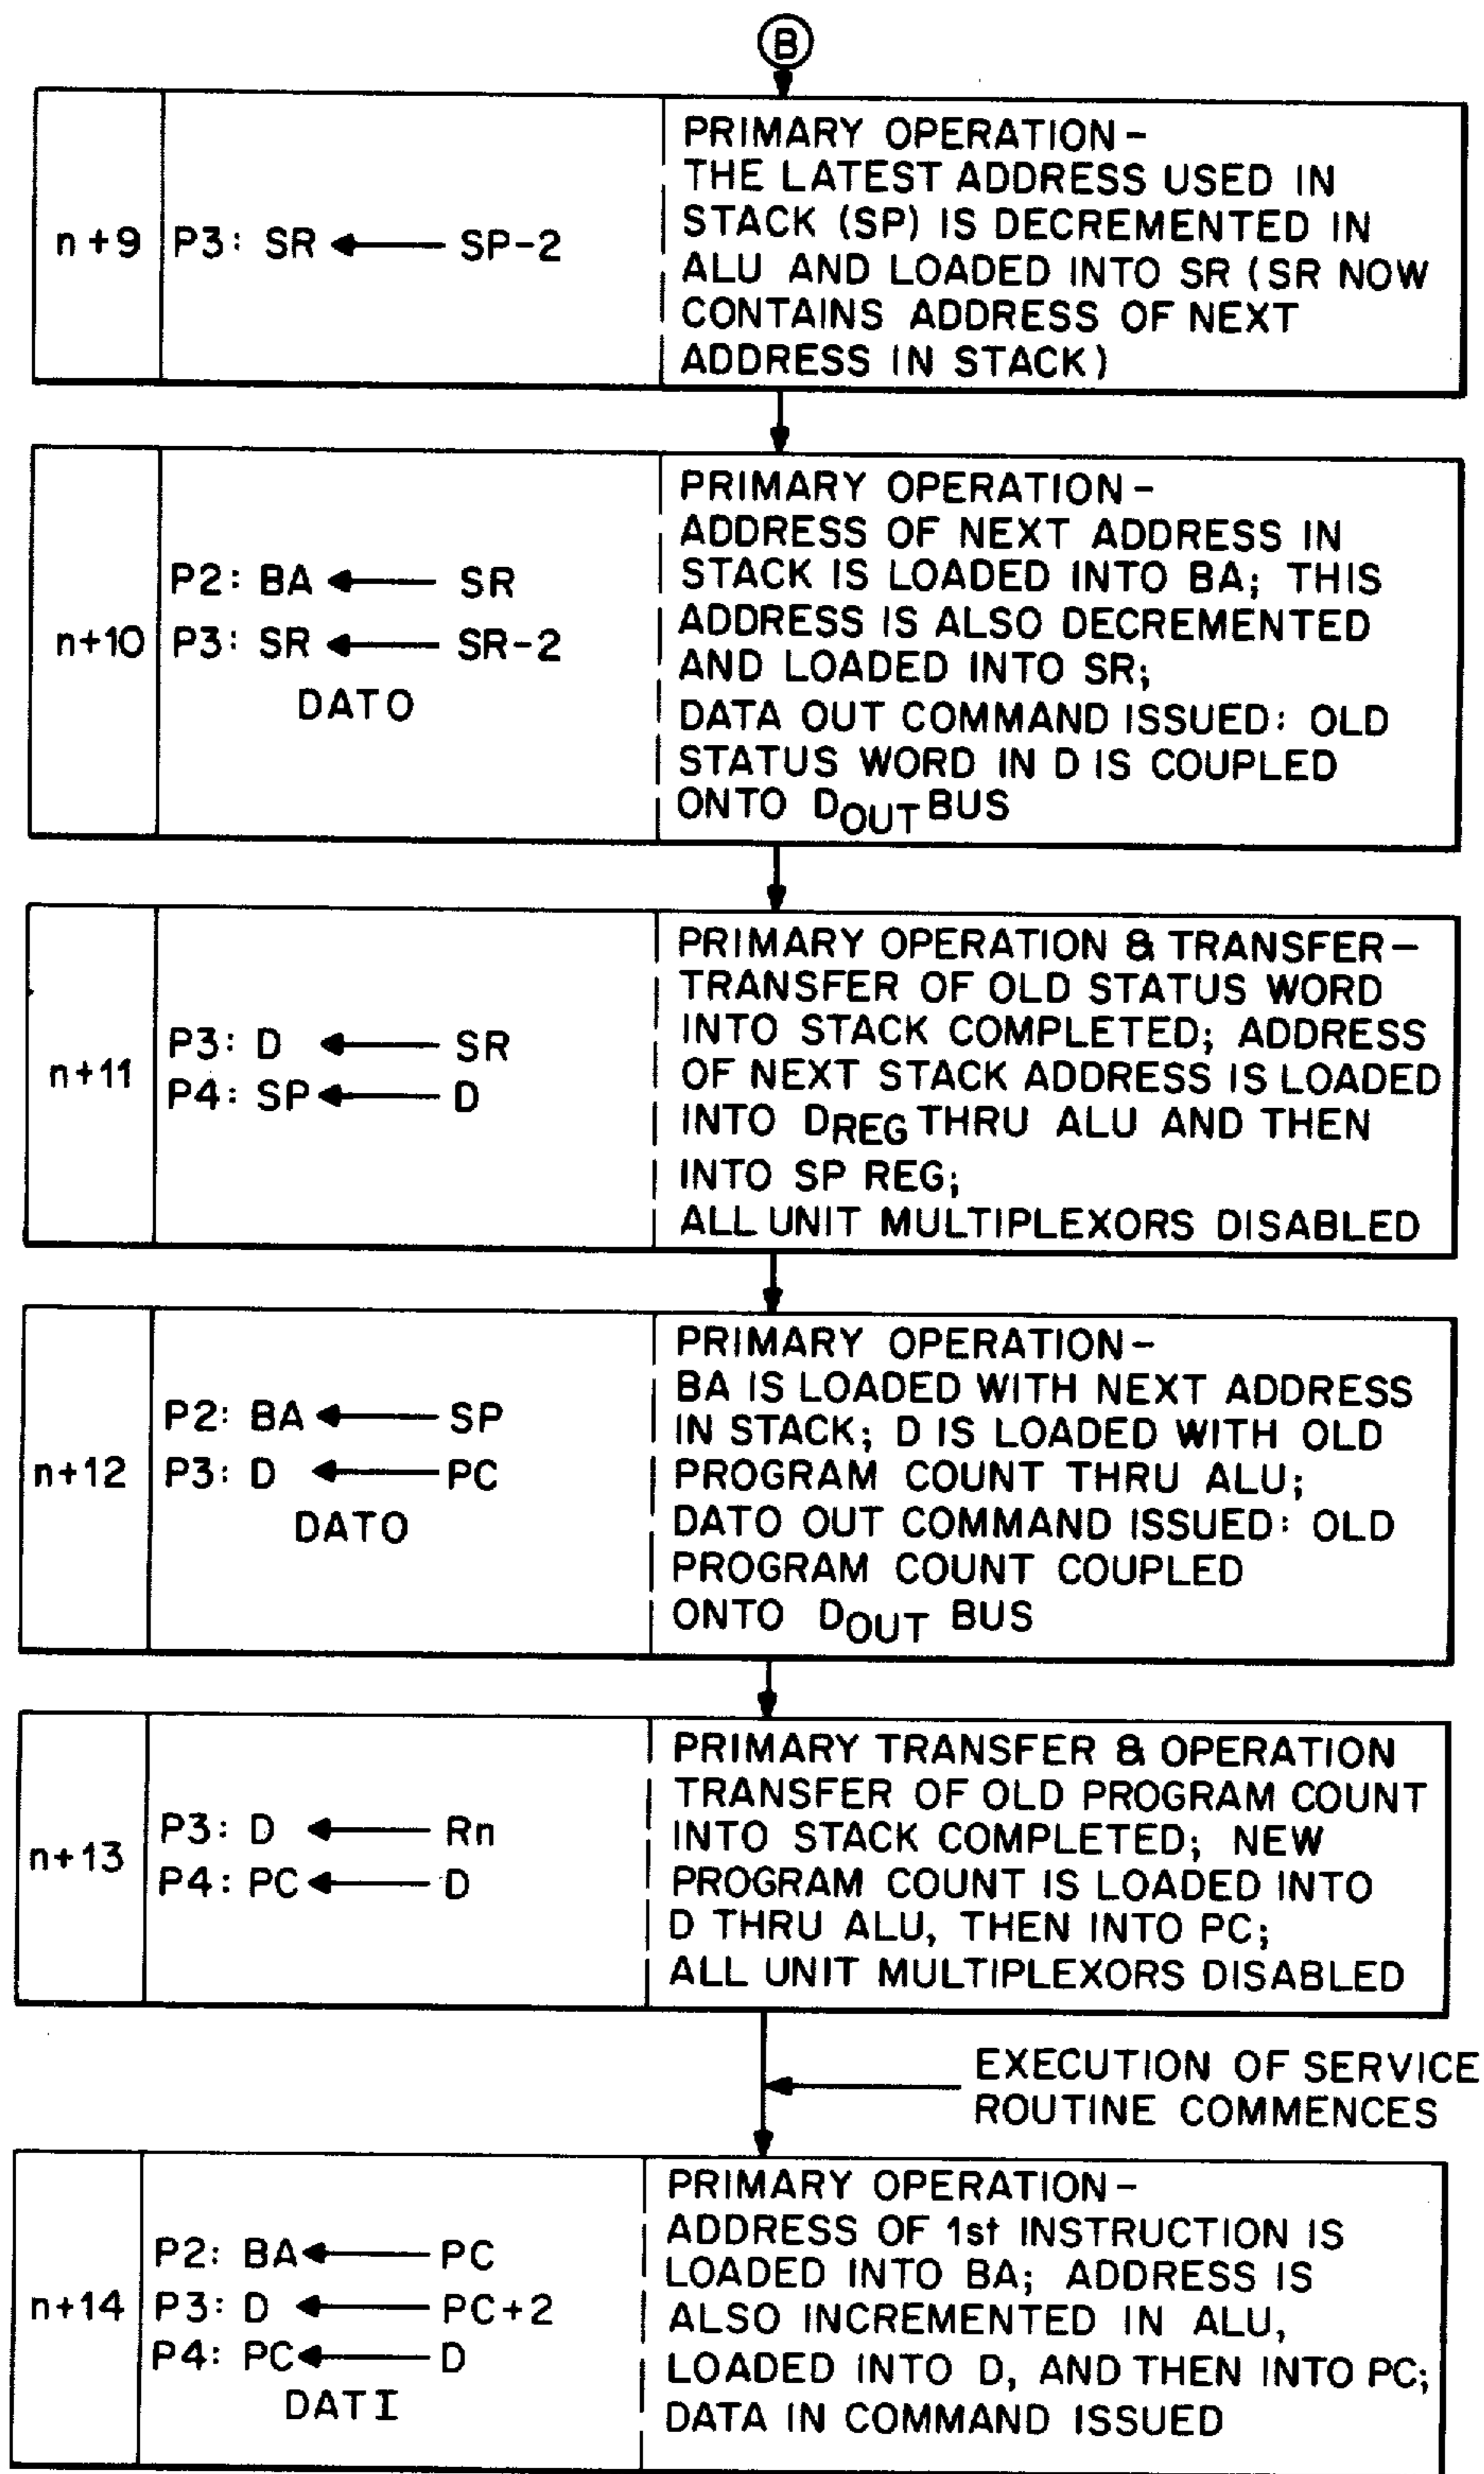 B
n+9
P3: SR ← SP-2
PRIMARY OPERATION-
THE LATEST ADDRESS USED IN
STACK (SP) IS DECREMENTED IN
ALU AND LOADED INTO SR (SR NOW
CONTAINS ADDRESS OF NEXT
ADDRESS IN STACK)
n+10
P2: BA ← SR
P3: SR ← SR-2
DATO
PRIMARY OPERATION-
ADDRESS OF NEXT ADDRESS IN
STACK IS LOADED INTO BA; THIS
ADDRESS IS ALSO DECREMENTED
AND LOADED INTO SR;
DATA OUT COMMAND ISSUED: OLD
STATUS WORD IN D IS COUPLED
ONTO DOUT BUS
n+11
P3: D ← SR
P4: SP ← D
PRIMARY OPERATION & TRANSFER-
TRANSFER OF OLD STATUS WORD
INTO STACK COMPLETED; ADDRESS
OF NEXT STACK ADDRESS IS LOADED
INTO DREG THRU ALU AND THEN
INTO SP REG;
ALL UNIT MULTIPLEXORS DISABLED
n+12
P2: BA ← SP
P3: D ← PC
DATO
PRIMARY OPERATION-
BA IS LOADED WITH NEXT ADDRESS
IN STACK; D IS LOADED WITH OLD
PROGRAM COUNT THRU ALU;
DATO OUT COMMAND ISSUED: OLD
PROGRAM COUNT COUPLED
ONTO DOUT BUS
n+13
P3: D ← Rn
P4: PC ← D
PRIMARY TRANSFER & OPERATION
TRANSFER OF OLD PROGRAM COUNT
INTO STACK COMPLETED; NEW
PROGRAM COUNT IS LOADED INTO
D THRU ALU, THEN INTO PC;
ALL UNIT MULTIPLEXORS DISABLED
EXECUTION OF SERVICE
ROUTINE COMMENCES
n+14
P2: BA ← PC
P3: D ← PC+2
P4: PC ← D
DATI
PRIMARY OPERATION-
ADDRESS OF 1st INSTRUCTION IS
LOADED INTO BA; ADDRESS IS
ALSO INCREMENTED IN ALU,
LOADED INTO D, AND THEN INTO PC;
DATA IN COMMAND ISSUED